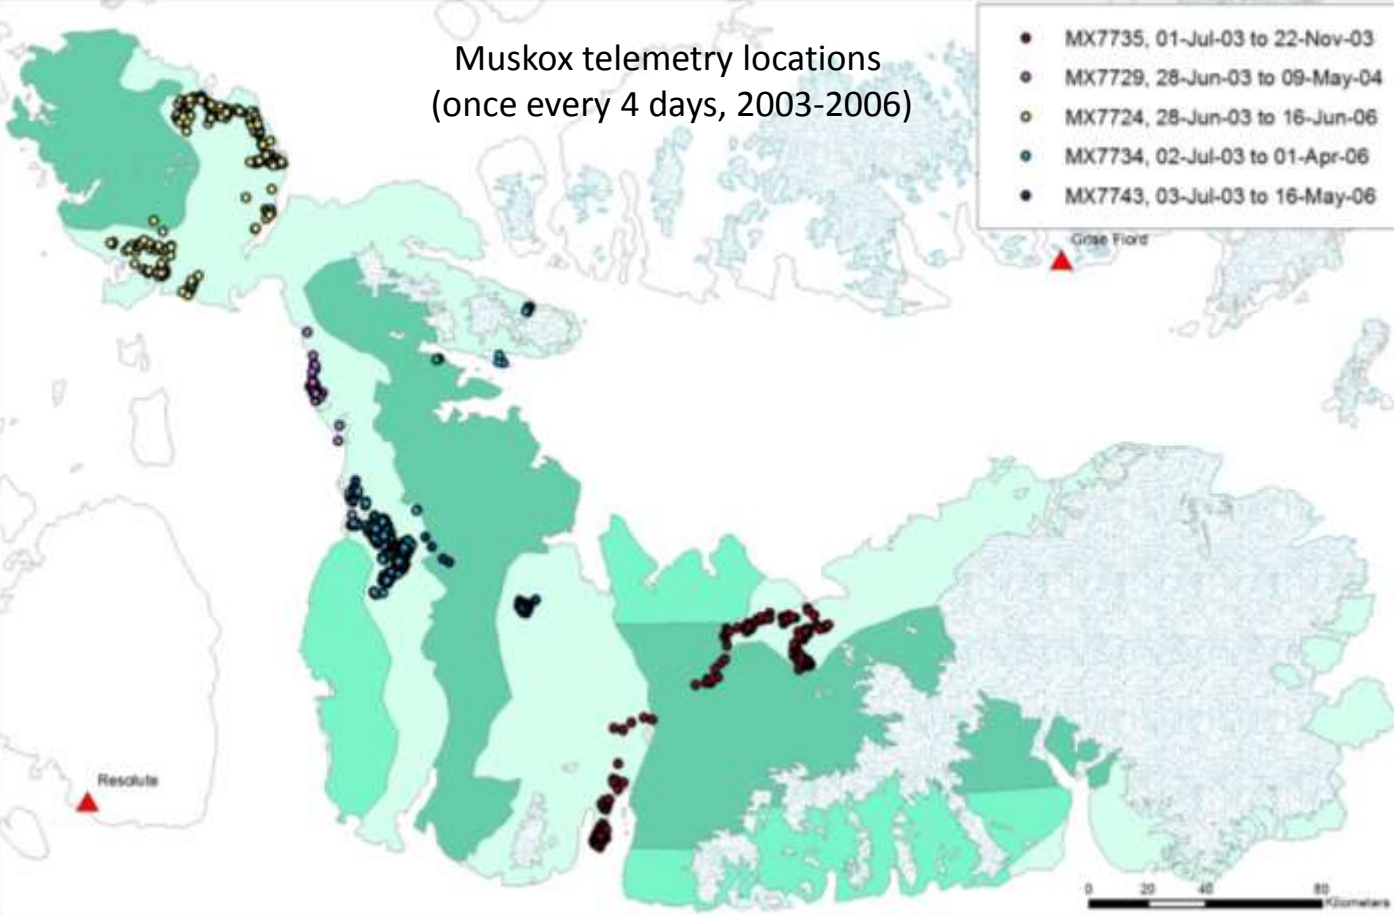 Muskox telemetry locations
(once every 4 days, 2003-2006)
MX7735, 01-Jul-03 to 22-Nov-03
MX7729, 28-Jun-03 to 09-May-04
MX7724, 28-Jun-03 to 16-Jun-06
MX7734, 02-Jul-03 to 01-Apr-06
MX7743, 03-Jul-03 to 16-May-06
Grise Fiord
Resolute
0 20 40 80
Kilometers